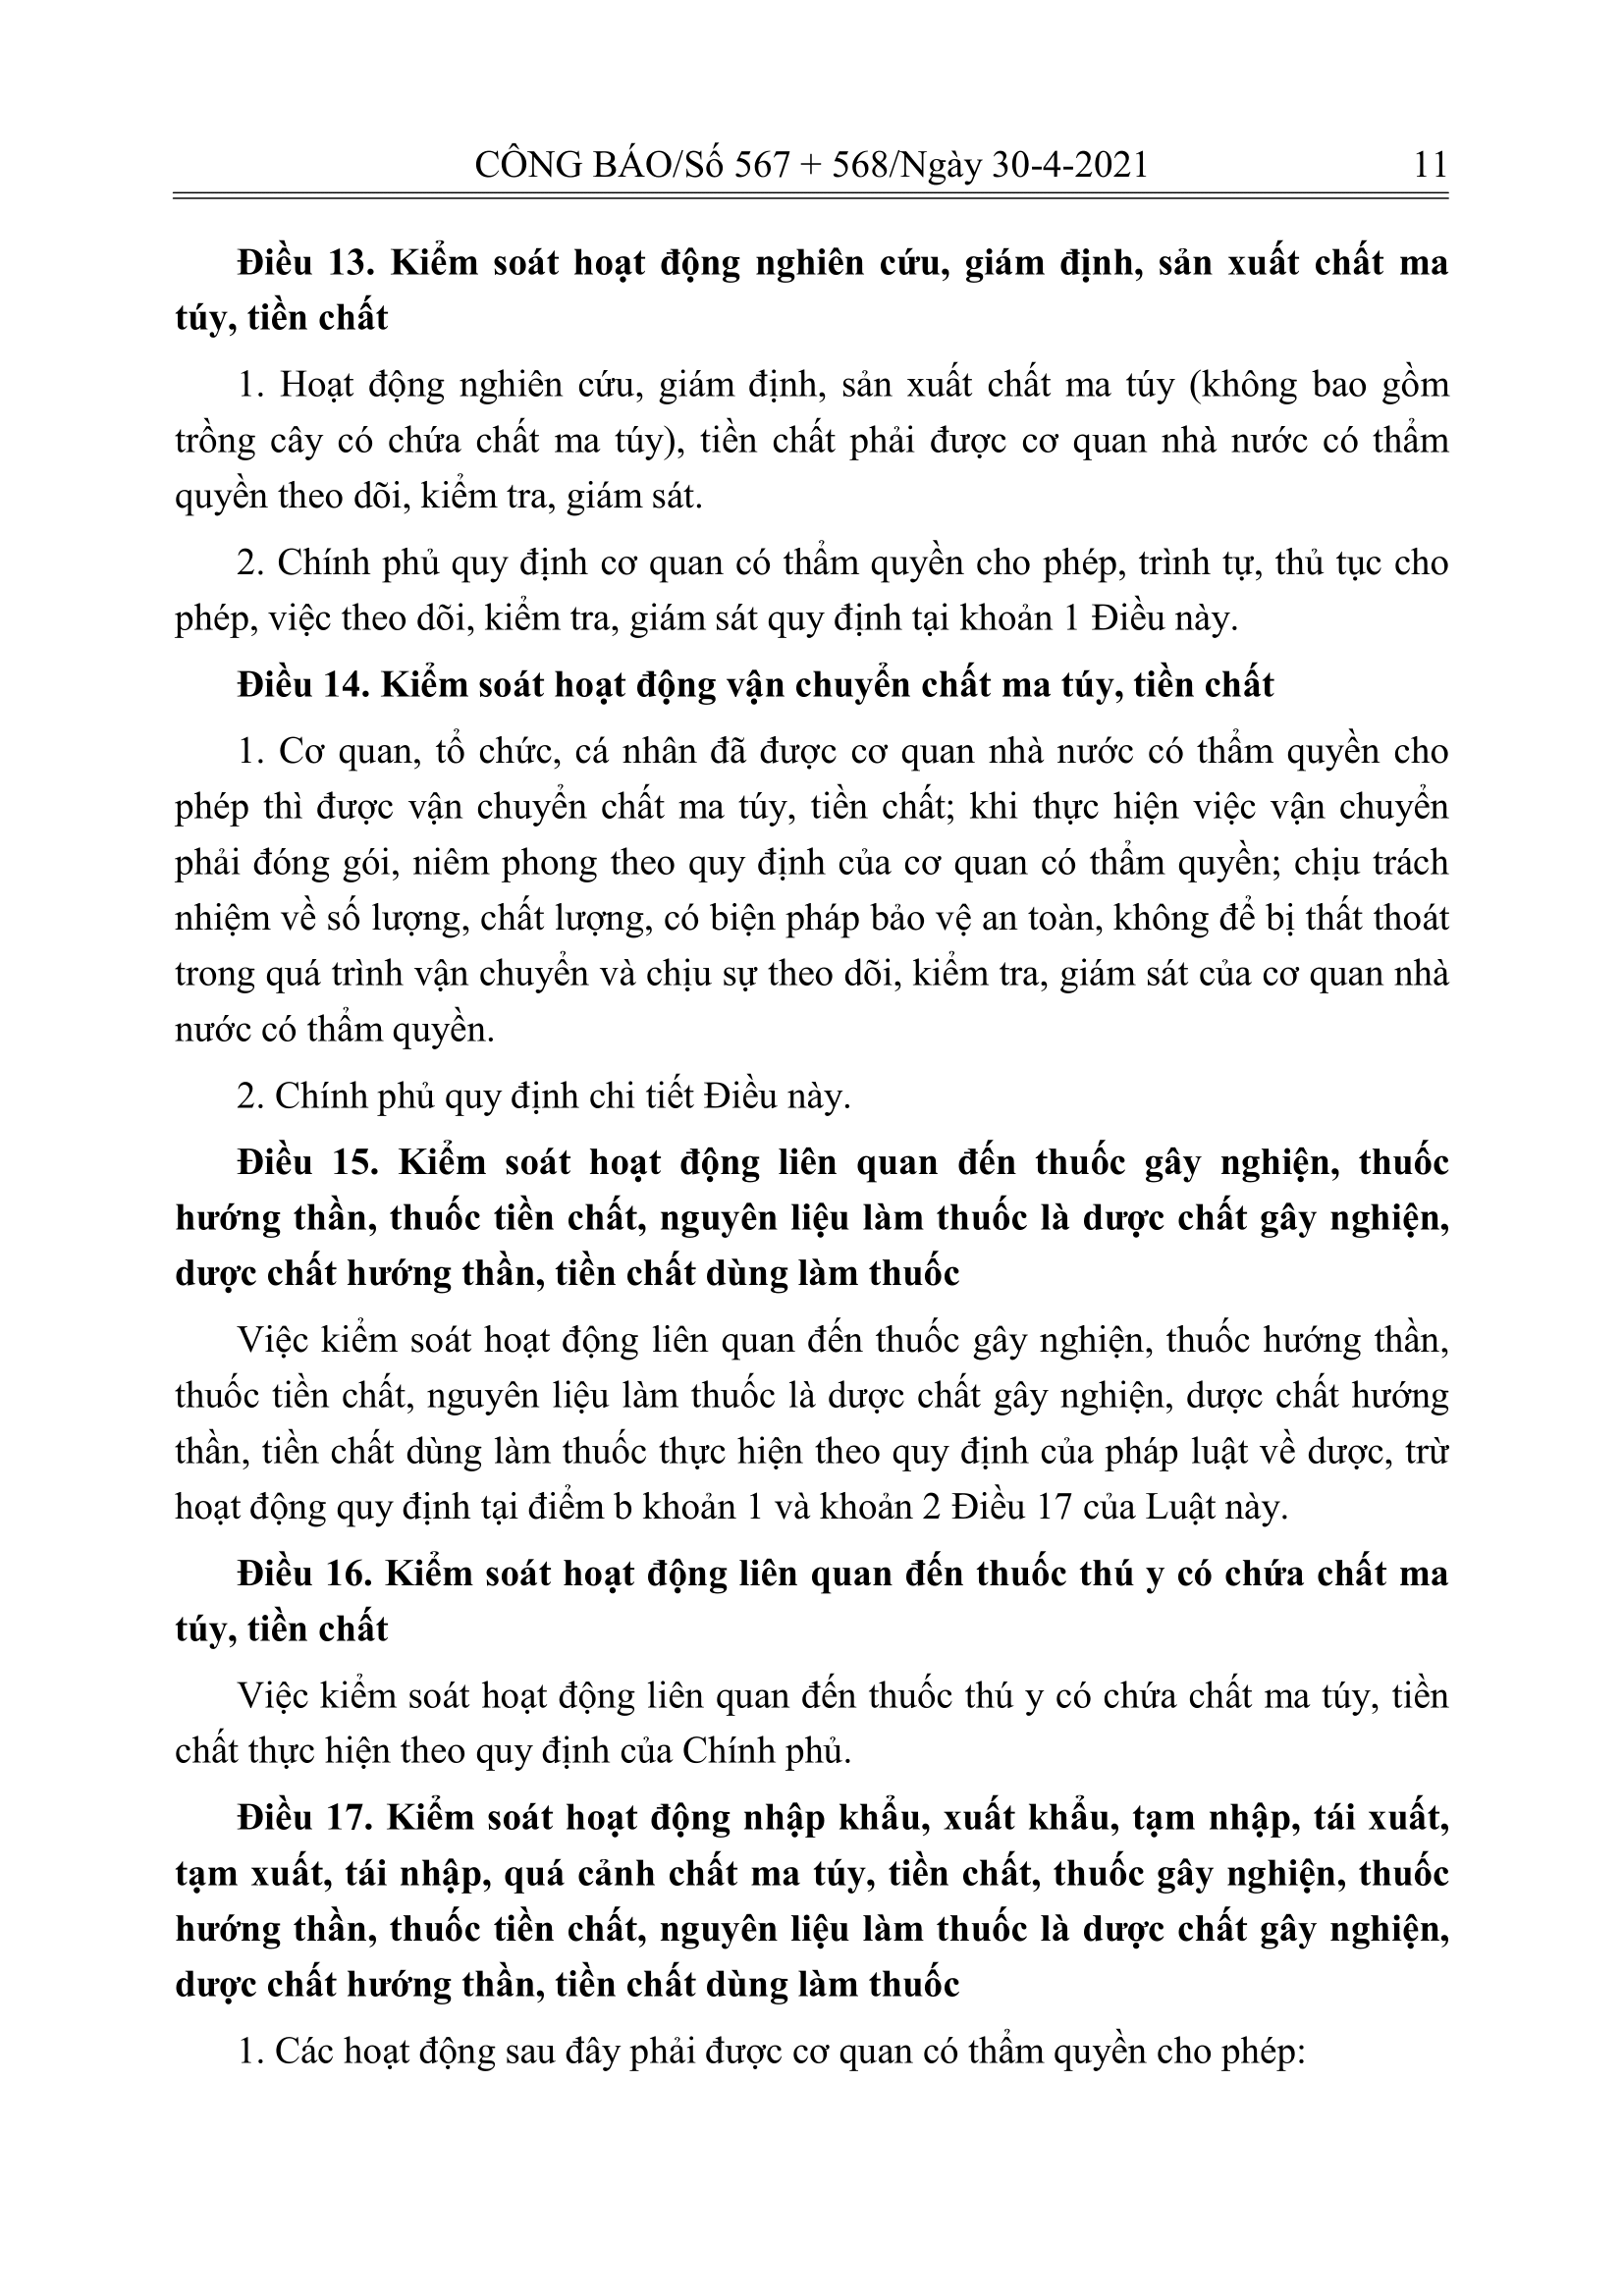 CÔNG BÁO/Số 567 + 568/Ngày 30-4-2021 11
Điều 13. Kiểm soát hoạt động nghiên cứu, giám định, sản xuất chất ma
túy, tiền chất
1. Hoạt động nghiên cứu, giám định, sản xuất chất ma túy (không bao gồm
trồng cây có chứa chất ma túy), tiền chất phải được cơ quan nhà nước có thẩm
quyền theo dõi, kiểm tra, giám sát.
2. Chính phủ quy định cơ quan có thẩm quyền cho phép, trình tự, thủ tục cho
phép, việc theo dõi, kiểm tra, giám sát quy định tại khoản 1 Điều này.
Điều 14. Kiểm soát hoạt động vận chuyển chất ma túy, tiền chất
1. Cơ quan, tổ chức, cá nhân đã được cơ quan nhà nước có thẩm quyền cho
phép thì được vận chuyển chất ma túy, tiền chất; khi thực hiện việc vận chuyển
phải đóng gói, niêm phong theo quy định của cơ quan có thẩm quyền; chịu trách
nhiệm về số lượng, chất lượng, có biện pháp bảo vệ an toàn, không để bị thất thoát
trong quá trình vận chuyển và chịu sự theo dõi, kiểm tra, giám sát của cơ quan nhà
nước có thẩm quyền.
2. Chính phủ quy định chi tiết Điều này.
Điều 15. Kiểm soát hoạt động liên quan đến thuốc gây nghiện, thuốc
hướng thần, thuốc tiền chất, nguyên liệu làm thuốc là dược chất gây nghiện,
dược chất hướng thần, tiền chất dùng làm thuốc
Việc kiểm soát hoạt động liên quan đến thuốc gây nghiện, thuốc hướng thần,
thuốc tiền chất, nguyên liệu làm thuốc là dược chất gây nghiện, dược chất hướng
thần, tiền chất dùng làm thuốc thực hiện theo quy định của pháp luật về dược, trừ
hoạt động quy định tại điểm b khoản 1 và khoản 2 Điều 17 của Luật này.
Điều 16. Kiểm soát hoạt động liên quan đến thuốc thú y có chứa chất ma
túy, tiền chất
Việc kiểm soát hoạt động liên quan đến thuốc thú y có chứa chất ma túy, tiền
chất thực hiện theo quy định của Chính phủ.
Điều 17. Kiểm soát hoạt động nhập khẩu, xuất khẩu, tạm nhập, tái xuất,
tạm xuất, tái nhập, quá cảnh chất ma túy, tiền chất, thuốc gây nghiện, thuốc
hướng thần, thuốc tiền chất, nguyên liệu làm thuốc là dược chất gây nghiện,
dược chất hướng thần, tiền chất dùng làm thuốc
1. Các hoạt động sau đây phải được cơ quan có thẩm quyền cho phép: